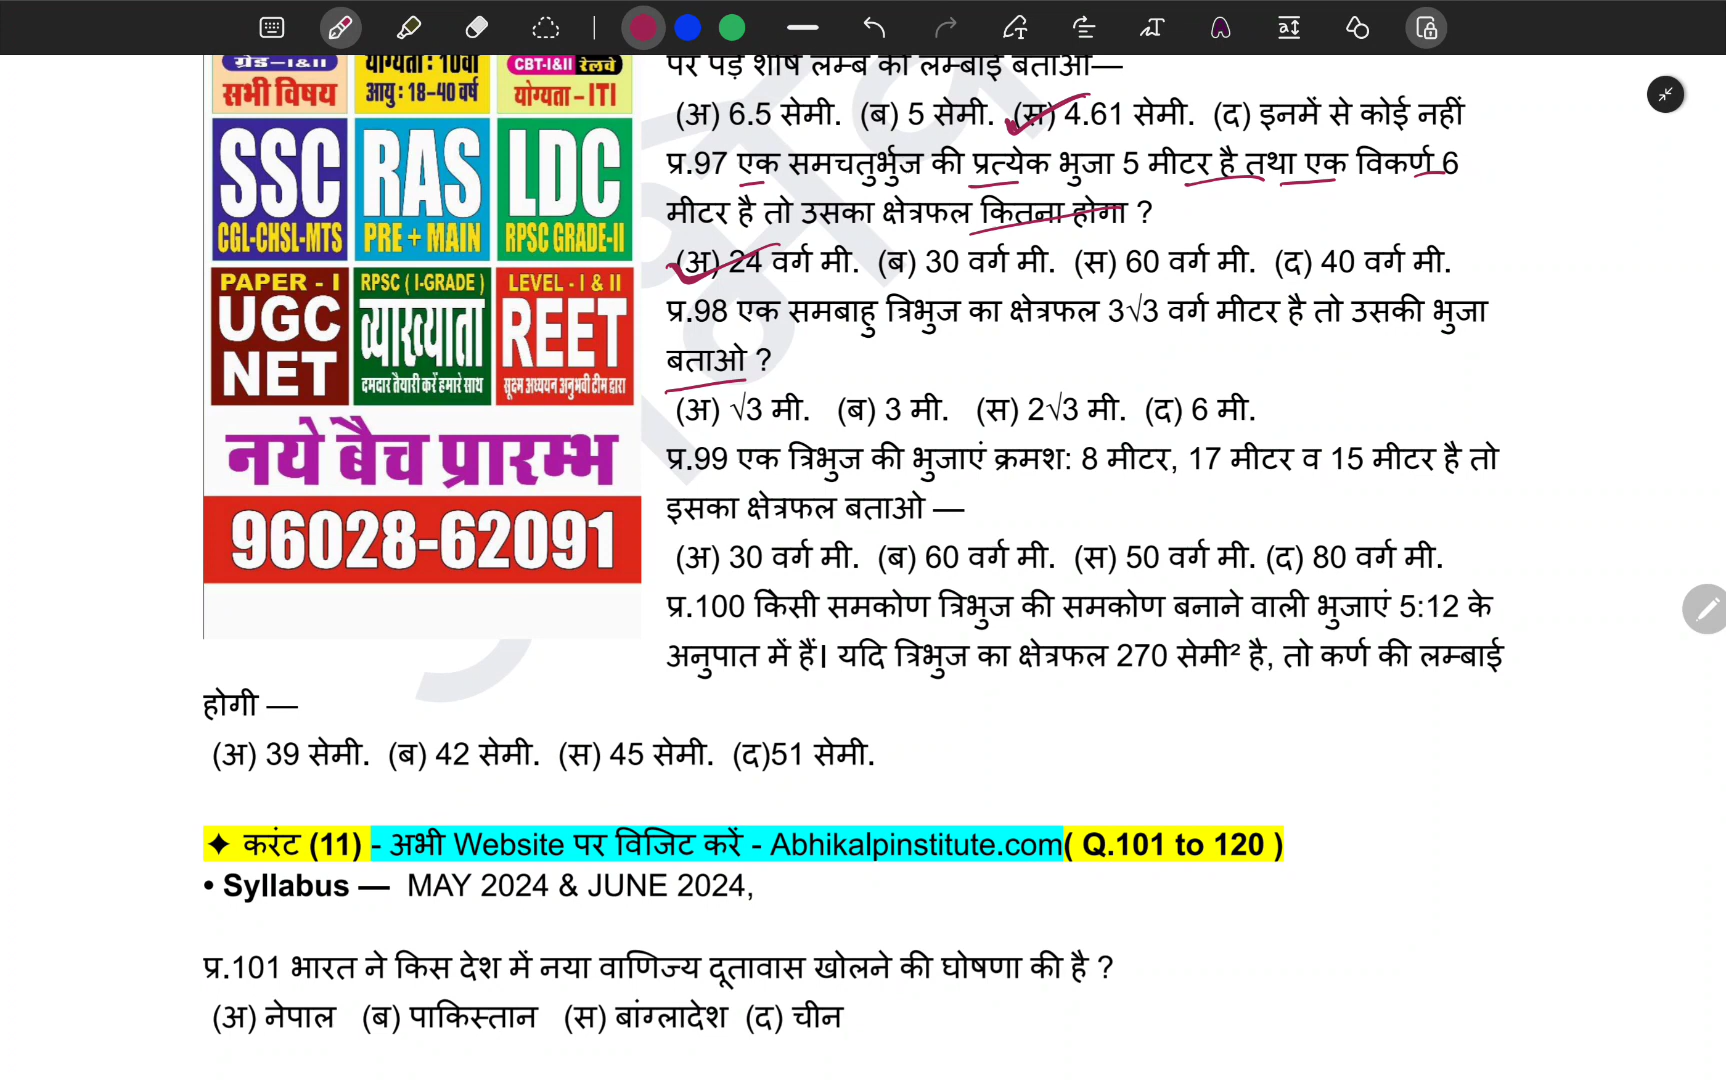 ग्रेड-I&II
सभी विषय
योग्यता : 10वीं
आयु : 18-40 वर्ष
CBT-I&II रेलवे
योग्यता - ITI
SSC
CGL-CHSL-MTS
RAS
PRE + MAIN
LDC
RPSC GRADE-II
PAPER - I
UGC
NET
RPSC ( I-GRADE )
व्याख्याता
दमदार तैयारी करें हमारे साथ
LEVEL - I & II
REET
सूक्ष्म अध्ययन अनुभवी टीम द्वारा
नये बैच प्रारम्भ
96028-62091
पर पड़े शीर्ष लम्ब की लम्बाई बताओ—
(अ) 6.5 सेमी. (ब) 5 सेमी. (स) 4.61 सेमी. (द) इनमें से कोई नहीं
प्र.97 एक समचतुर्भुज की प्रत्येक भुजा 5 मीटर है तथा एक विकर्ण 6
मीटर है तो उसका क्षेत्रफल कितना होगा ?
(अ) 24 वर्ग मी. (ब) 30 वर्ग मी. (स) 60 वर्ग मी. (द) 40 वर्ग मी.
प्र.98 एक समबाहु त्रिभुज का क्षेत्रफल 3√3 वर्ग मीटर है तो उसकी भुजा
बताओ ?
(अ) √3 मी. (ब) 3 मी. (स) 2√3 मी. (द) 6 मी.
प्र.99 एक त्रिभुज की भुजाएं क्रमश: 8 मीटर, 17 मीटर व 15 मीटर है तो
इसका क्षेत्रफल बताओ —
(अ) 30 वर्ग मी. (ब) 60 वर्ग मी. (स) 50 वर्ग मी. (द) 80 वर्ग मी.
प्र.100 किसी समकोण त्रिभुज की समकोण बनाने वाली भुजाएं 5:12 के
अनुपात में हैं। यदि त्रिभुज का क्षेत्रफल 270 सेमी² है, तो कर्ण की लम्बाई
होगी —
(अ) 39 सेमी. (ब) 42 सेमी. (स) 45 सेमी. (द)51 सेमी.
✦ करंट (11) - अभी Website पर विजिट करें - Abhikalpinstitute.com( Q.101 to 120 )
• Syllabus — MAY 2024 & JUNE 2024,
प्र.101 भारत ने किस देश में नया वाणिज्य दूतावास खोलने की घोषणा की है ?
(अ) नेपाल (ब) पाकिस्तान (स) बांग्लादेश (द) चीन